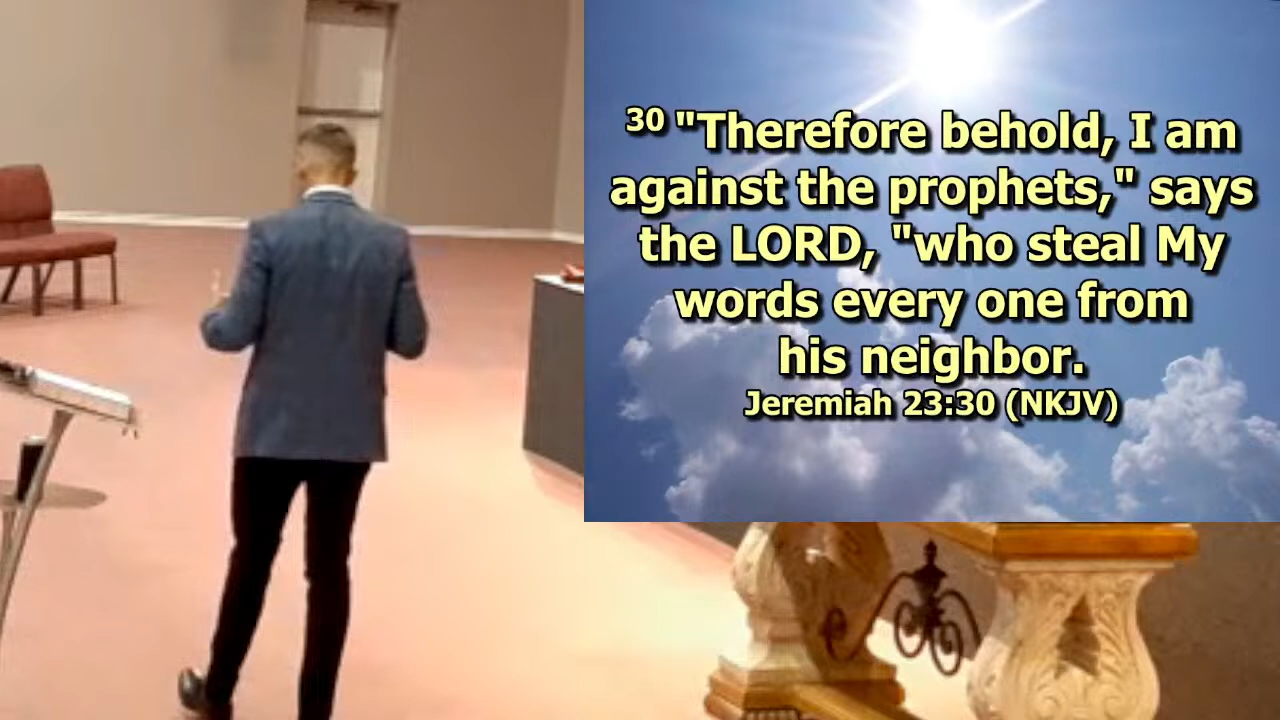 30 "Therefore behold, I am
against the prophets," says
the LORD, "who steal My
words every one from
his neighbor.
Jeremiah 23:30 (NKJV)